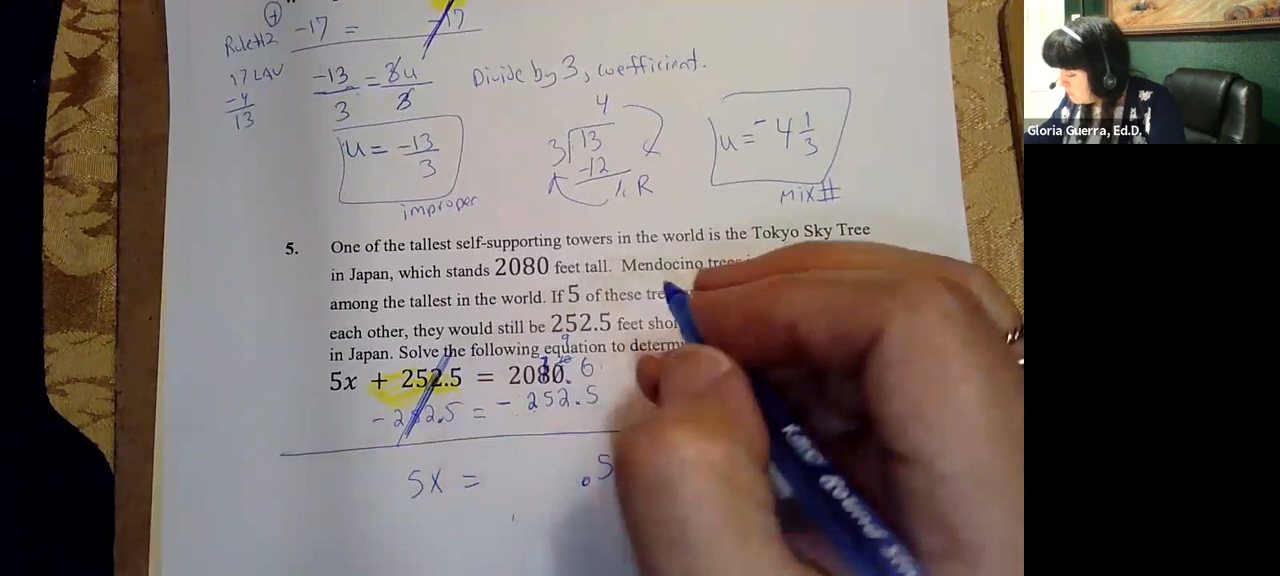 +
Rule#2 -17 = -17
17 LAV
-4
13
-13 = 3u Divide by 3, coefficient.
3 3
u = -13
3
improper
4
3 13
-12
1 R
u = -4 1
3
Mix #
5. One of the tallest self-supporting towers in the world is the Tokyo Sky Tree
in Japan, which stands 2080 feet tall. Mendocino trees
among the tallest in the world. If 5 of these
each other, they would still be 252.5 feet
in Japan. Solve the following equation to
9
5x + 252.5 = 2080.
- 252.5 = - 252.5
5x = .5
Gloria Guerra, Ed.D.